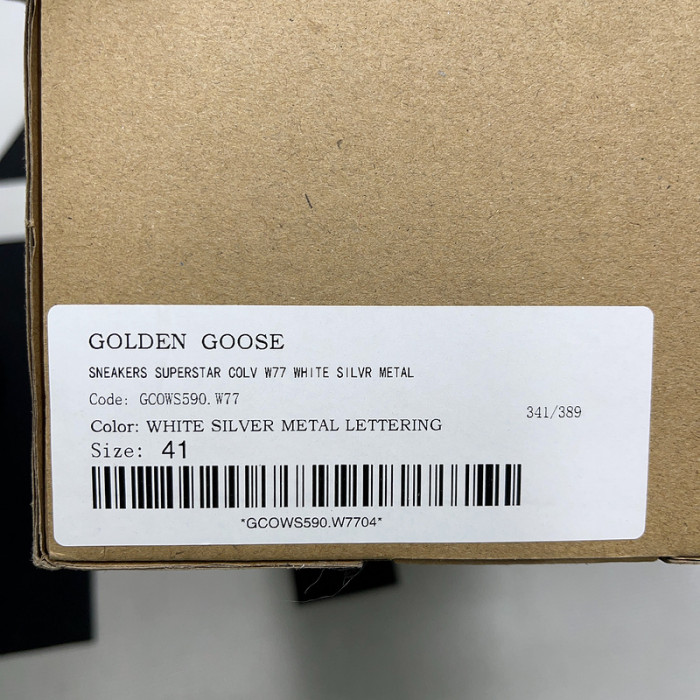 GOLDEN GOOSE
SNEAKERS SUPERSTAR COLV W77 WHITE SILVR METAL
Code: GCOWS590.W77
Color: WHITE SILVER METAL LETTERING
341/389
Size: 41
*GCOWS590.W7704*